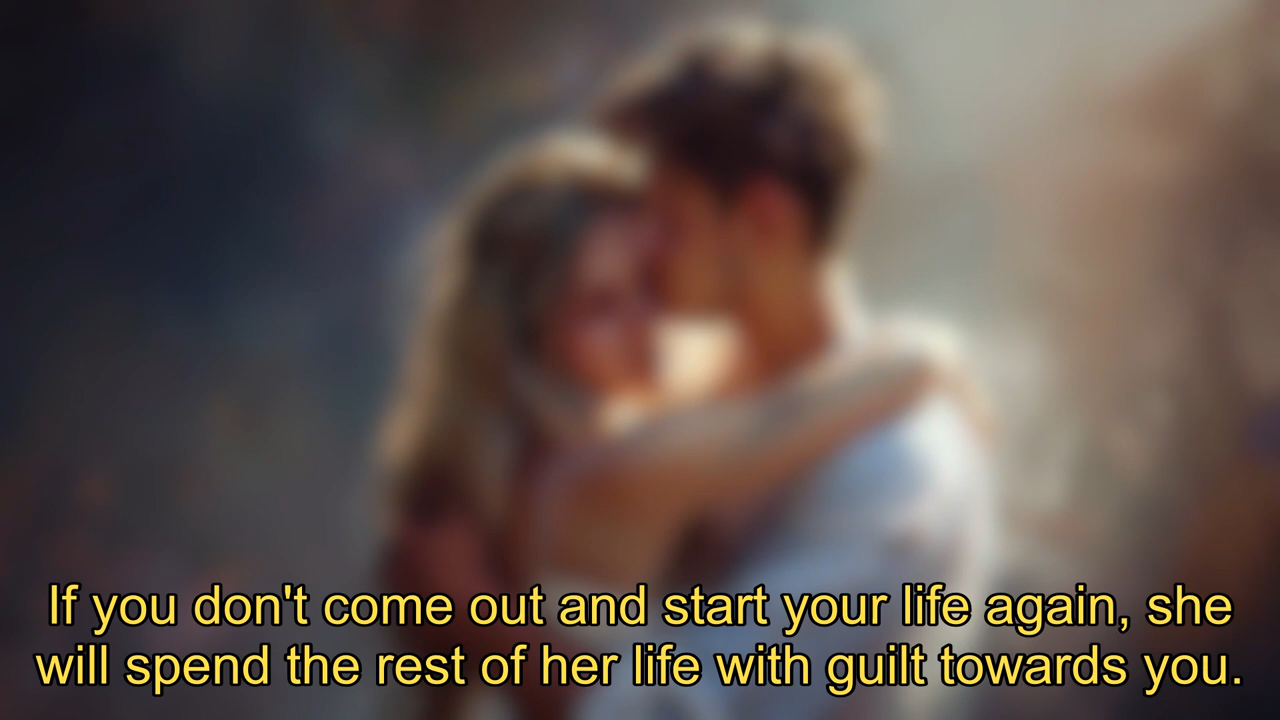 If you don't come out and start your life again, she
will spend the rest of her life with guilt towards you.